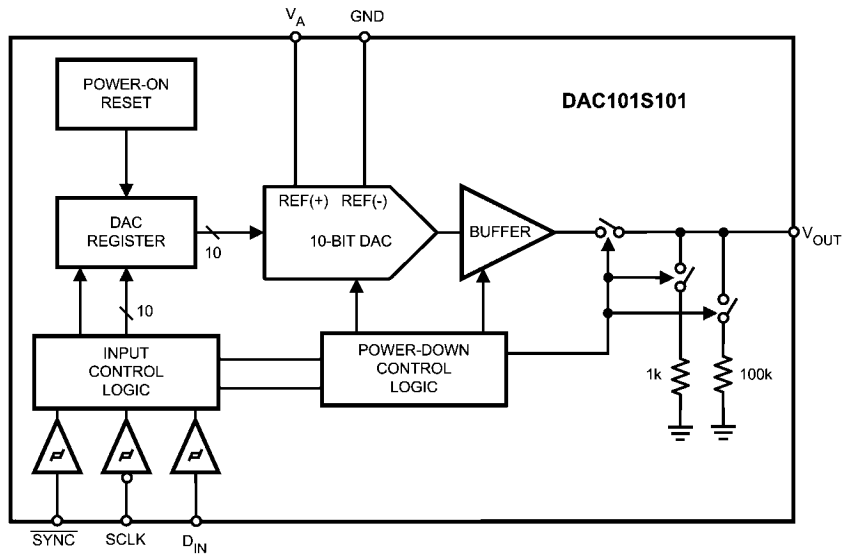 V_A GND
POWER-ON
RESET
DAC101S101
REF(+) REF(-)
DAC
REGISTER
10
10-BIT DAC
BUFFER
V_OUT
10
INPUT
CONTROL
LOGIC
POWER-DOWN
CONTROL
LOGIC
1k
100k
SYNC SCLK D_IN